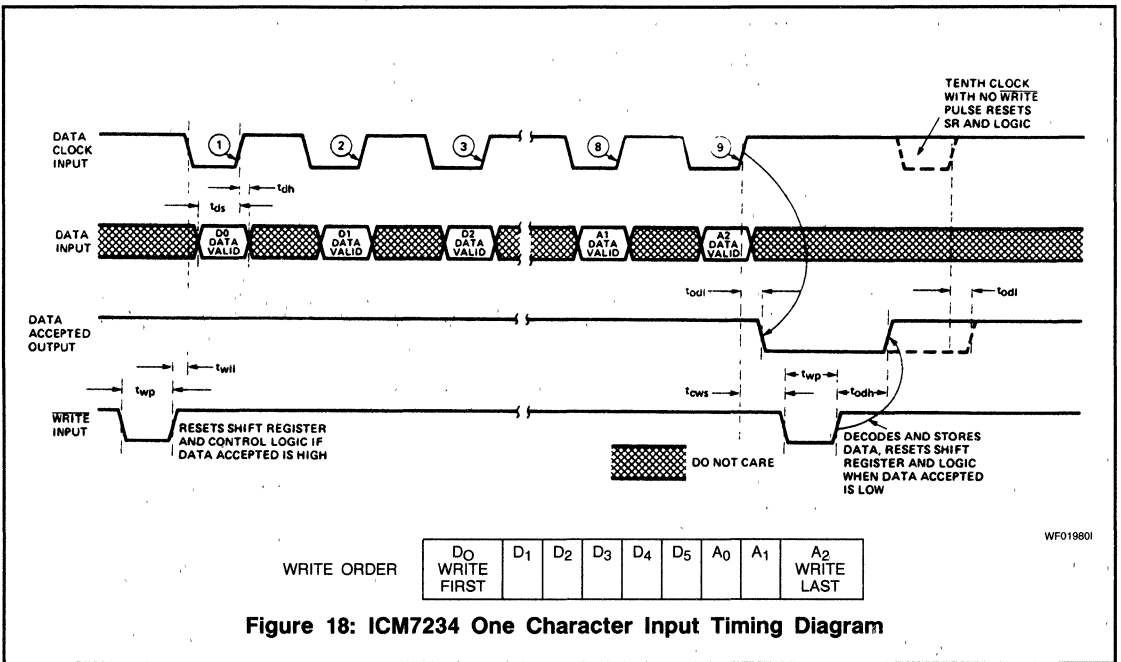 TENTH CLOCK
WITH NO WRITE
PULSE RESETS
SR AND LOGIC
DATA
CLOCK
INPUT
1
2
3
8
9
tdh
tds
DATA
INPUT
D0
DATA
VALID
D1
DATA
VALID
D2
DATA
VALID
A1
DATA
VALID
A2
DATA
VALID
todl
todl
DATA
ACCEPTED
OUTPUT
twll
twp
tcws
twp
todh
WRITE
INPUT
RESETS SHIFT REGISTER
AND CONTROL LOGIC IF
DATA ACCEPTED IS HIGH
DO NOT CARE
DECODES AND STORES
DATA, RESETS SHIFT
REGISTER AND LOGIC
WHEN DATA ACCEPTED
IS LOW
WF01980I
WRITE ORDER
D0
WRITE
FIRST
D1
D2
D3
D4
D5
A0
A1
A2
WRITE
LAST
Figure 18: ICM7234 One Character Input Timing Diagram